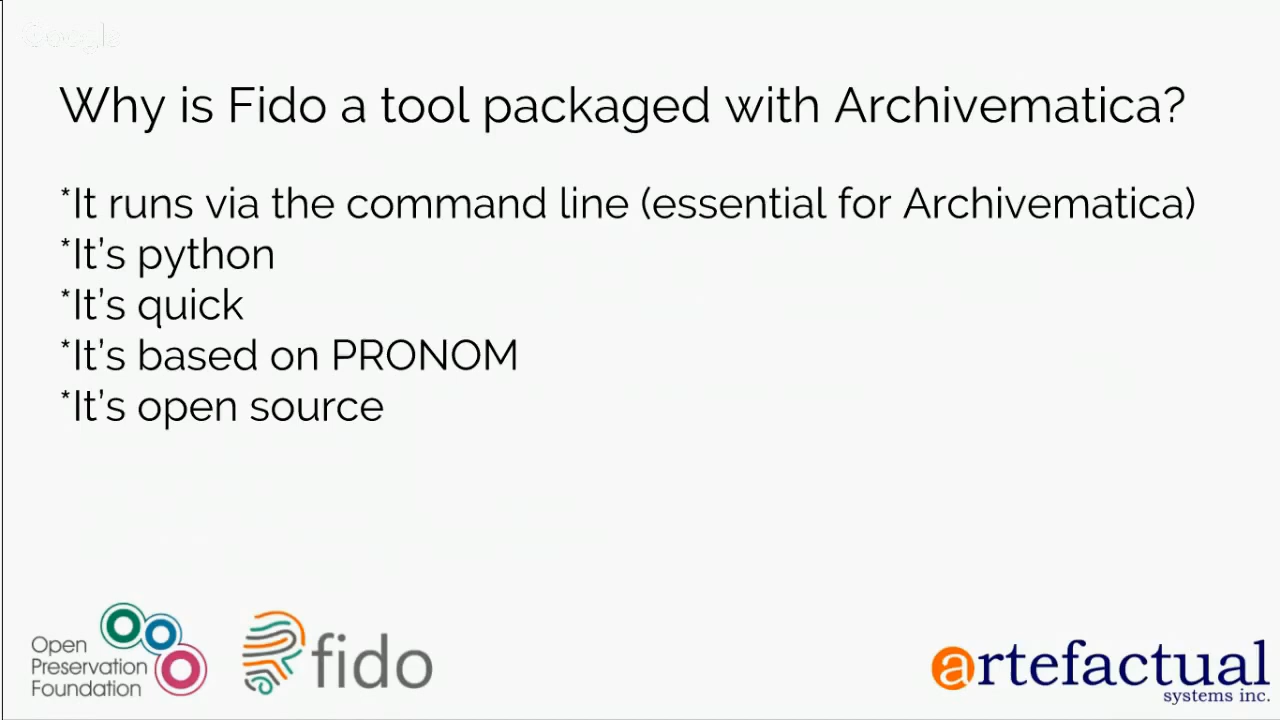 Google
Why is Fido a tool packaged with Archivematica?
*It runs via the command line (essential for Archivematica)
*It's python
*It's quick
*It's based on PRONOM
*It's open source
Open
Preservation
Foundation
fido
artefactual
systems inc.